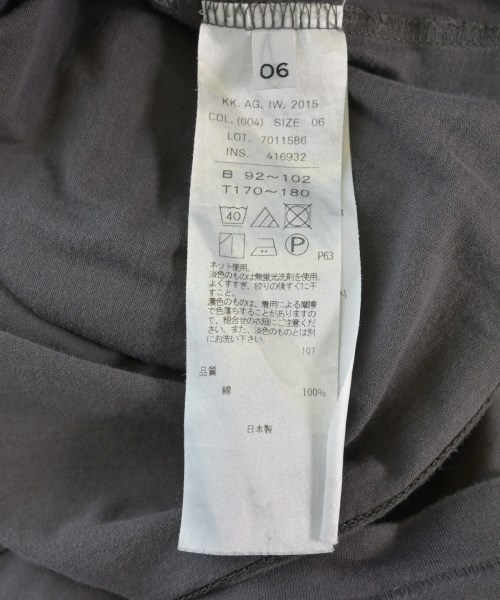 06
KK. AG. IW. 2015
COL. (004) SIZE 06
LOT. 7011586
INS. 416932
B 92～102
T170～180
40
P
P63
ネット使用。
淡色のものは無蛍光洗剤を使用。
よくすすぎ、絞りの後すぐに干
すこと。
濃色のものは、着用による摩擦
で色落ちすることがありますの
で、組合せの衣服にご注意くだ
さい。また、淡色のものとは別
にお洗い下さい。
107
品質
綿 100%
日本製